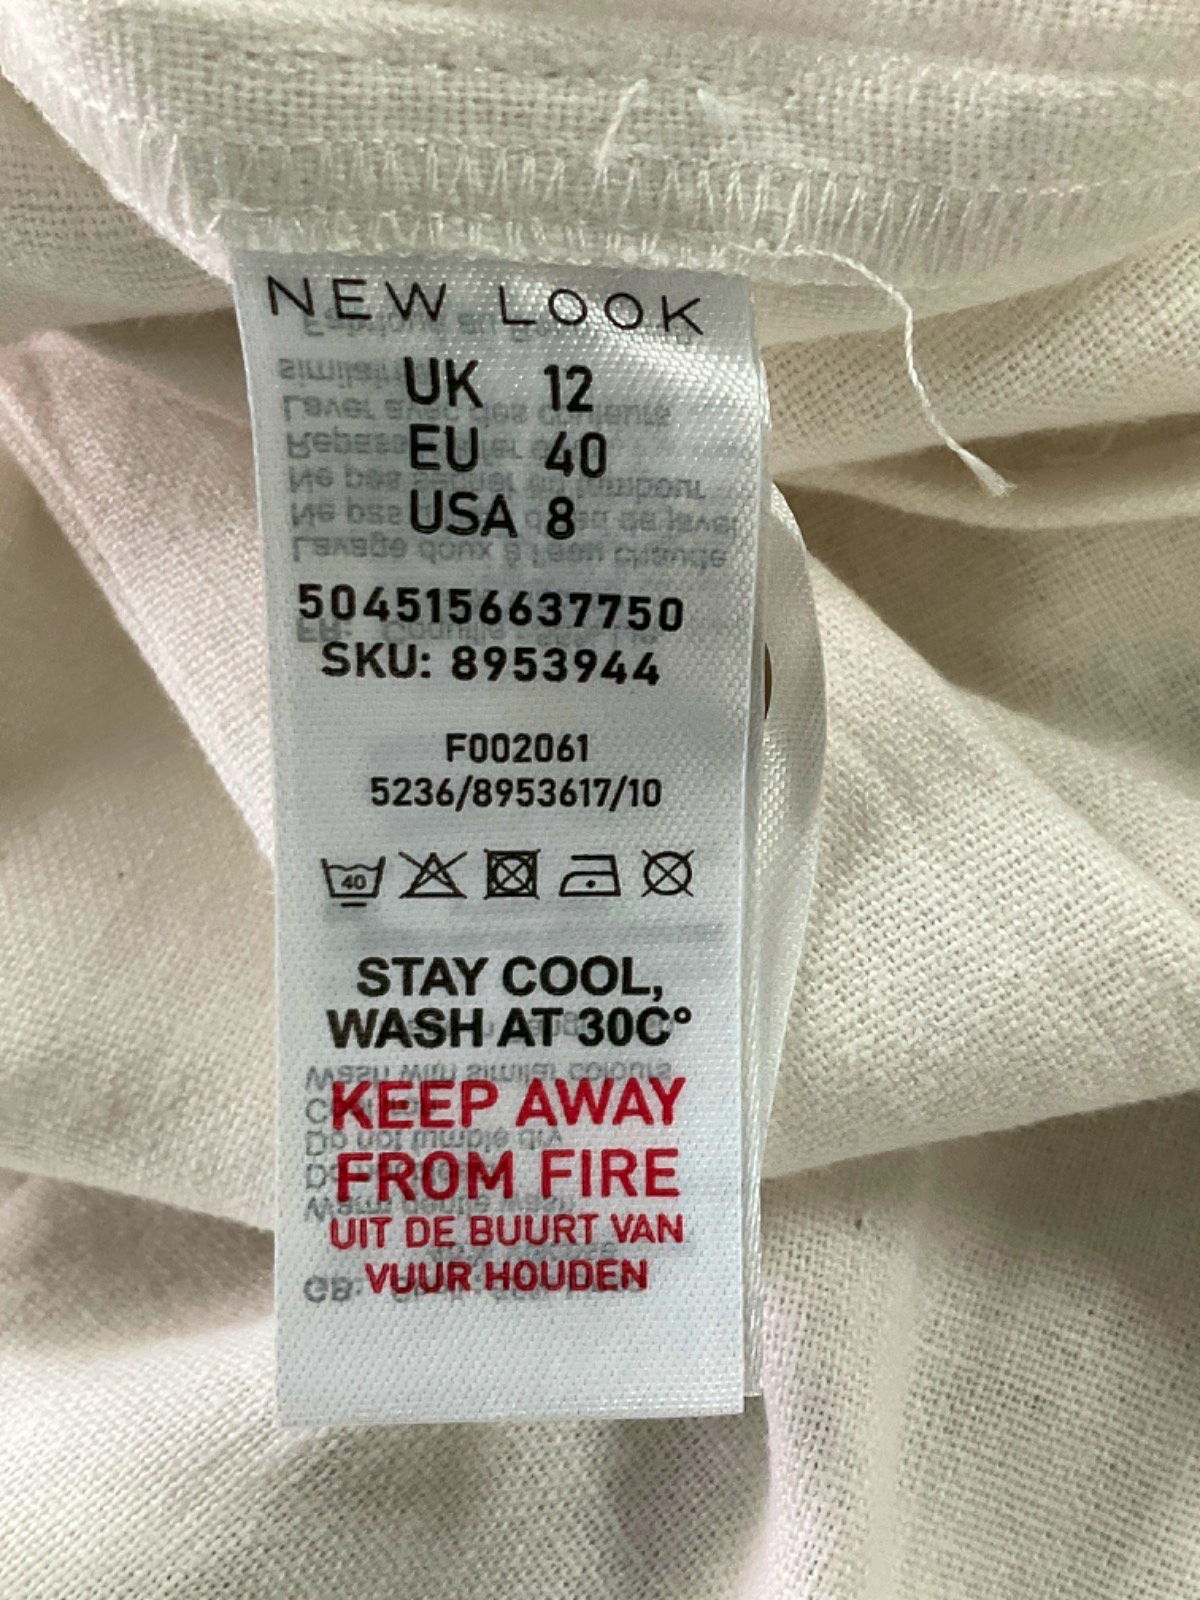 NEW LOOK
UK 12
EU 40
USA 8
5045156637750
SKU: 8953944
F002061
5236/8953617/10
40
STAY COOL,
WASH AT 30C°
KEEP AWAY
FROM FIRE
UIT DE BUURT VAN
VUUR HOUDEN